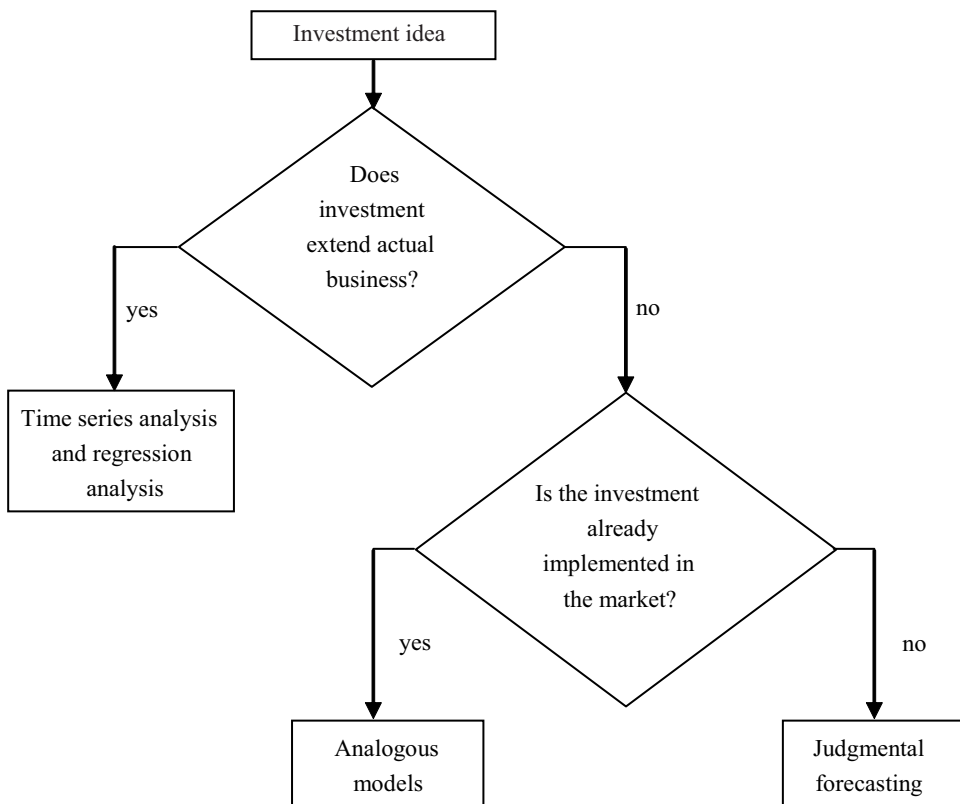 Investment idea
Does
investment
extend actual
business?
yes
no
Time series analysis
and regression
analysis
Is the investment
already
implemented in
the market?
yes
no
Analogous
models
Judgmental
forecasting